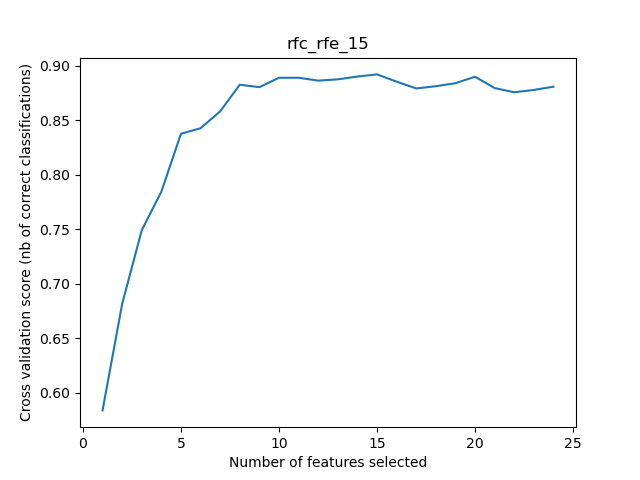 rfc_rfe_15
Cross validation score (nb of correct classifications)
0.90
0.85
0.80
0.75
0.70
0.65
0.60
0 5 10 15 20 25
Number of features selected